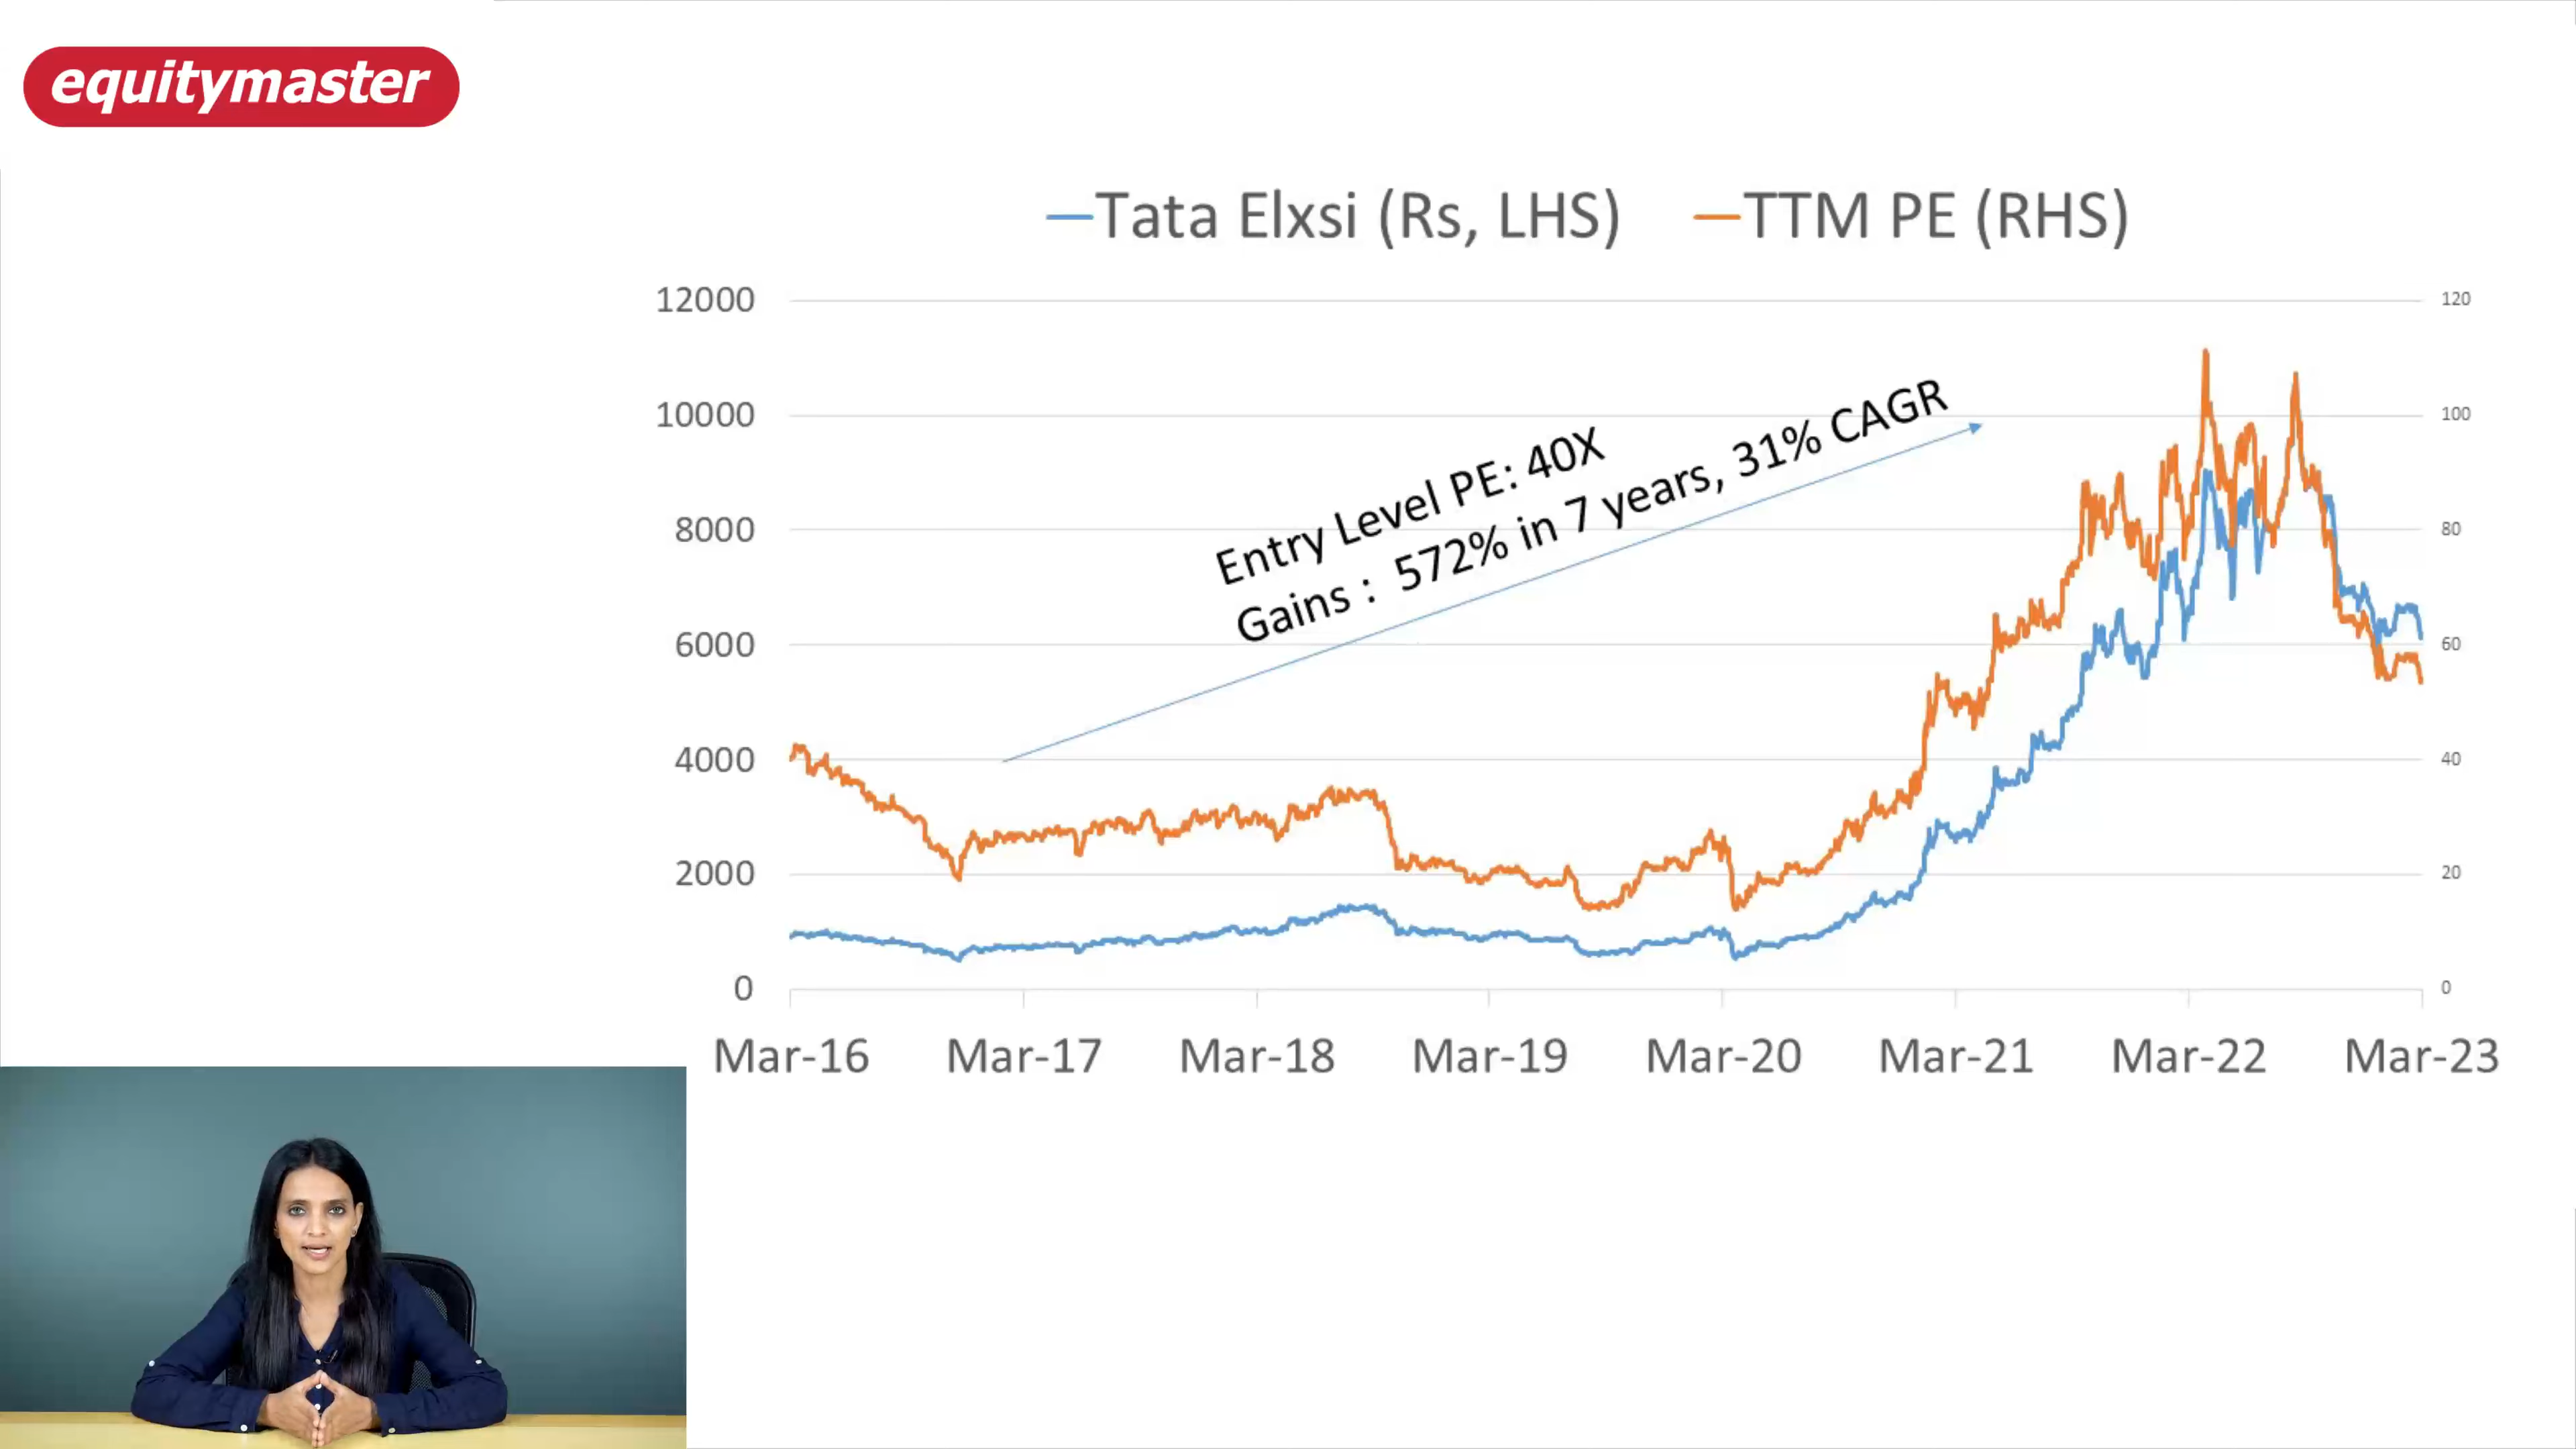 equitymaster
Tata Elxsi (Rs, LHS) TTM PE (RHS)
12000
10000
8000
6000
4000
2000
0
Entry Level PE: 40X
Gains : 572% in 7 years, 31% CAGR
120
100
80
60
40
20
0
Mar-16 Mar-17 Mar-18 Mar-19 Mar-20 Mar-21 Mar-22 Mar-23